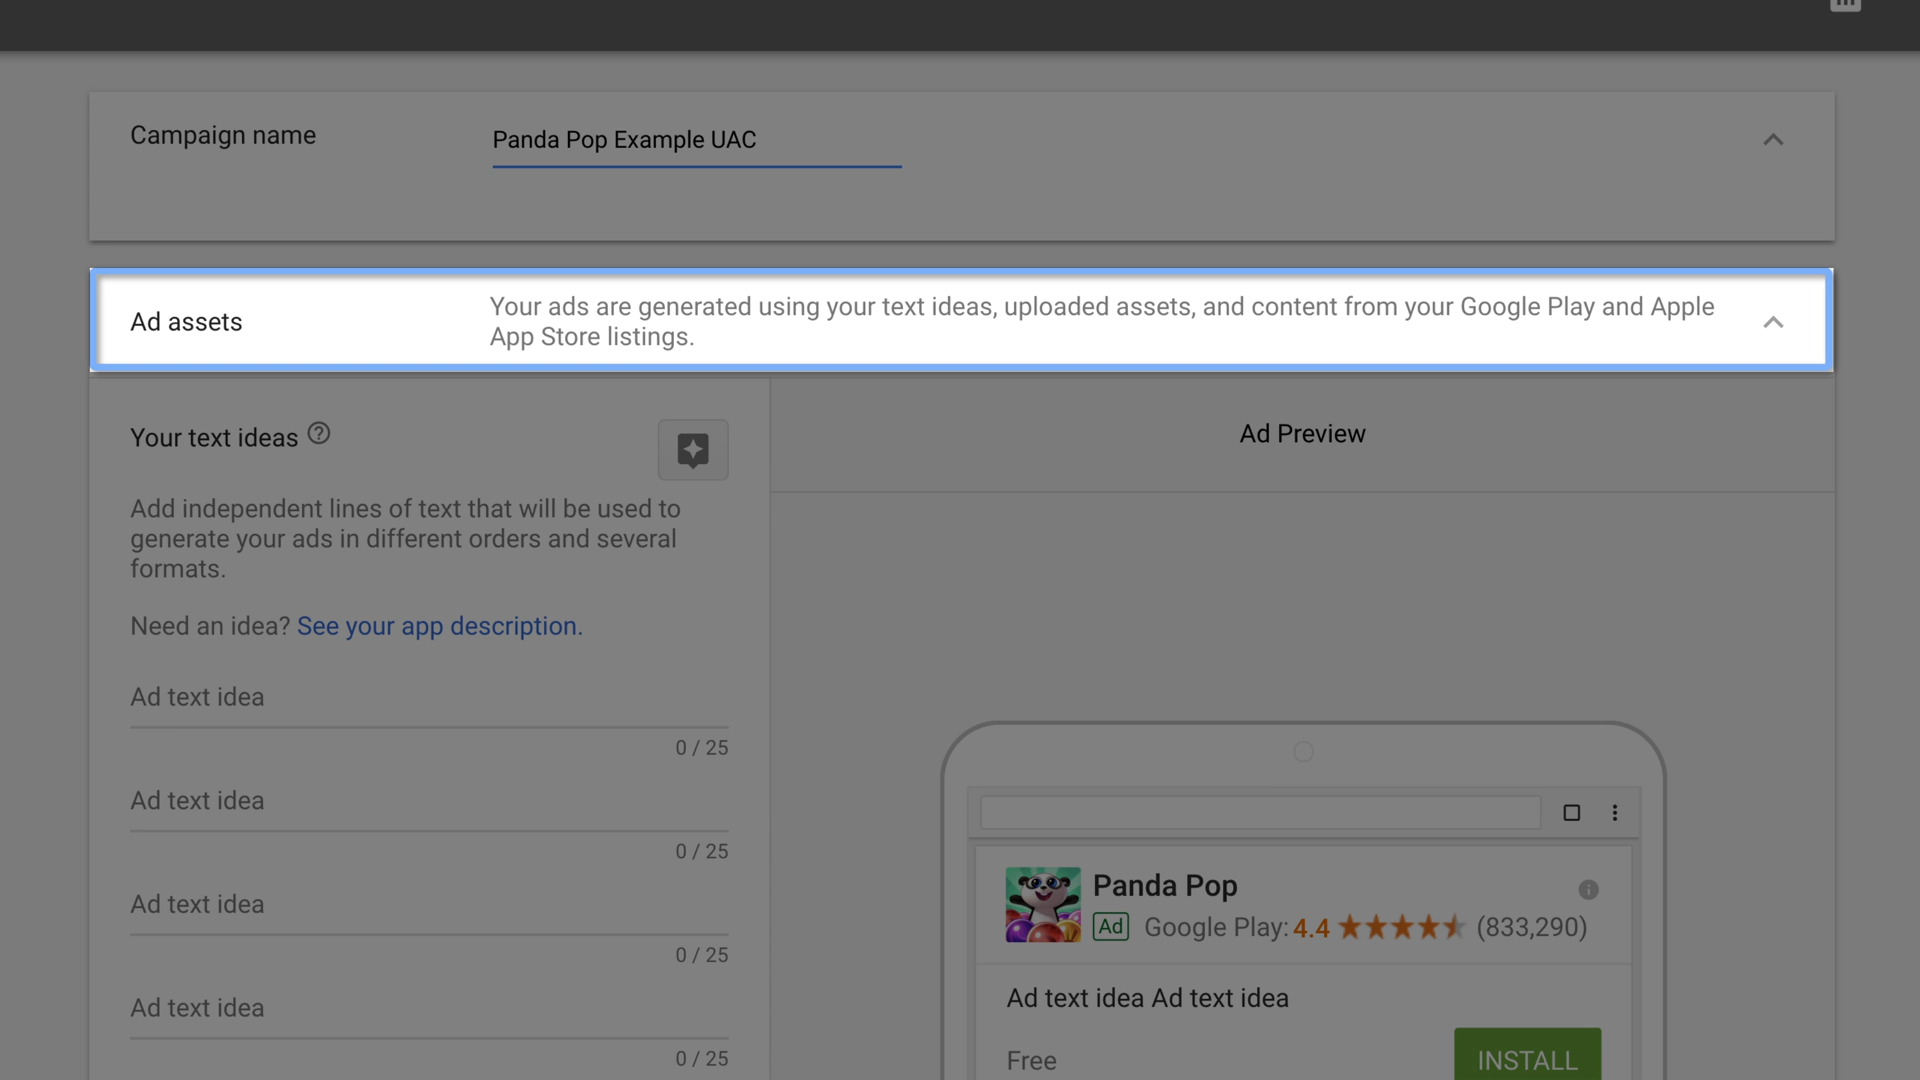 Campaign name
Panda Pop Example UAC
Ad assets
Your ads are generated using your text ideas, uploaded assets, and content from your Google Play and Apple
App Store listings.
Your text ideas
Add independent lines of text that will be used to
generate your ads in different orders and several
formats.
Need an idea? See your app description.
Ad text idea
0 / 25
Ad text idea
0 / 25
Ad text idea
0 / 25
Ad text idea
0 / 25
Ad Preview
Panda Pop
Ad Google Play: 4.4 (833,290)
Ad text idea Ad text idea
Free
INSTALL